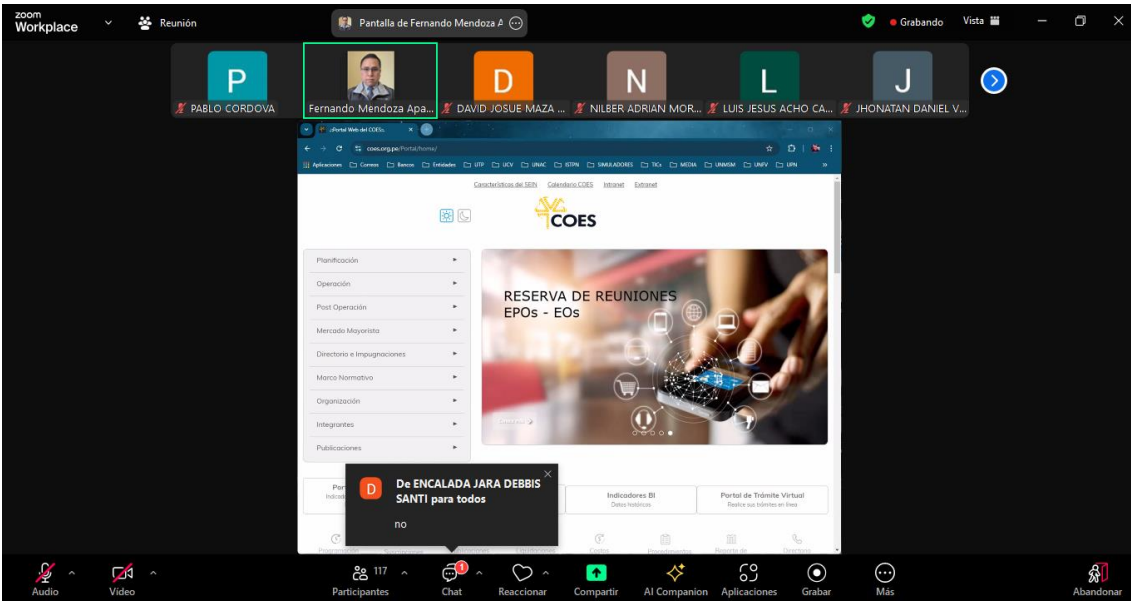 zoom
Workplace
Reunión
Pantalla de Fernando Mendoza A
Grabando
Vista
P
D
N
L
J
PABLO CORDOVA
Fernando Mendoza Apa...
DAVID JOSUE MAZA ...
NILBER ADRIAN MOR...
LUIS JESUS ACHO CA...
JHONATAN DANIEL V...
Portal Web del COES
coes.org.pe/Portal/home/
Aplicaciones Correos Bancos Entidades UTP UCV UNAC ISTPN SIMULADORES TICs MEDIA UNMSM UNFV UPN »
Características del SEIN Calendario COES Intranet Extranet
COES
Planificación
Operación
Post Operación
Mercado Mayorista
Directorio e Impugnaciones
Marco Normativo
Organización
Integrantes
Publicaciones
RESERVA DE REUNIONES
EPOs - EOs
Por
Indicadores BI
Datos históricos
Portal de Trámite Virtual
Realice sus trámites en línea
D
De ENCALADA JARA DEBBIS
SANTI para todos
no
Costos
Directorio
Audio
Video
117
Participantes
1
Chat
Reaccionar
Compartir
AI Companion
Aplicaciones
Grabar
Más
Abandonar